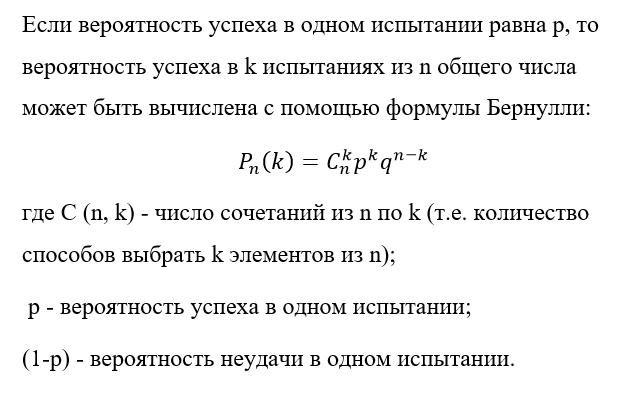 Если вероятность успеха в одном испытании равна p, то
вероятность успеха в k испытаниях из n общего числа
может быть вычислена с помощью формулы Бернулли:
𝑃ₙ(𝑘) = 𝐶ₙᵏ𝑝ᵏ𝑞ⁿ⁻ᵏ
где C (n, k) - число сочетаний из n по k (т.е. количество
способов выбрать k элементов из n);
p - вероятность успеха в одном испытании;
(1-p) - вероятность неудачи в одном испытании.